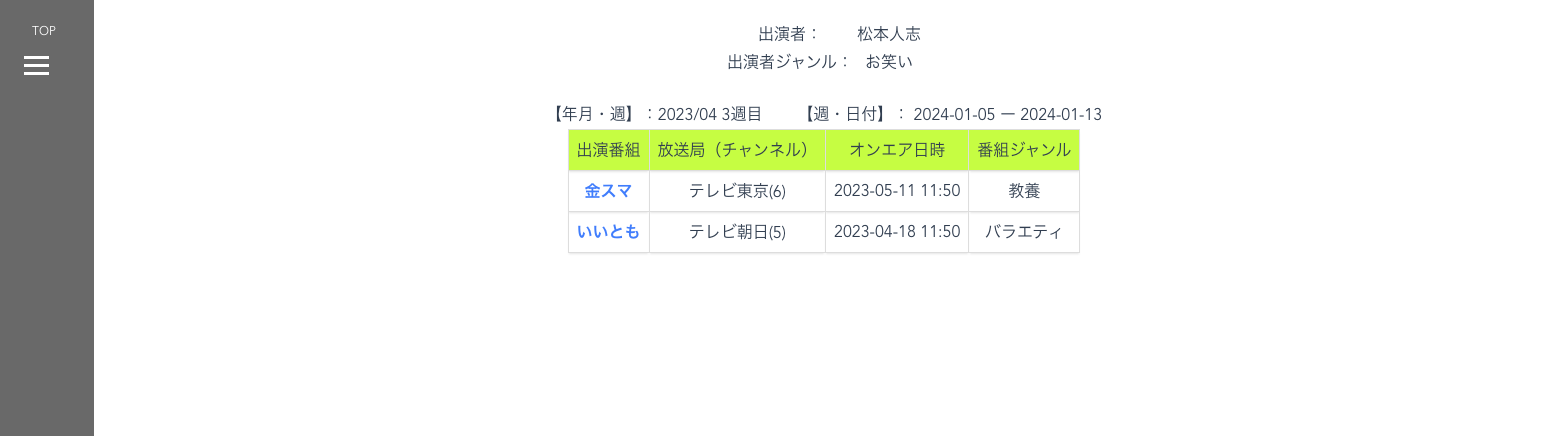 TOP
出演者： 松本人志
出演者ジャンル： お笑い
【年月・週】：2023/04 3週目 【週・日付】： 2024-01-05 ー 2024-01-13
出演番組 放送局（チャンネル） オンエア日時 番組ジャンル
金スマ テレビ東京(6) 2023-05-11 11:50 教養
いいとも テレビ朝日(5) 2023-04-18 11:50 バラエティ